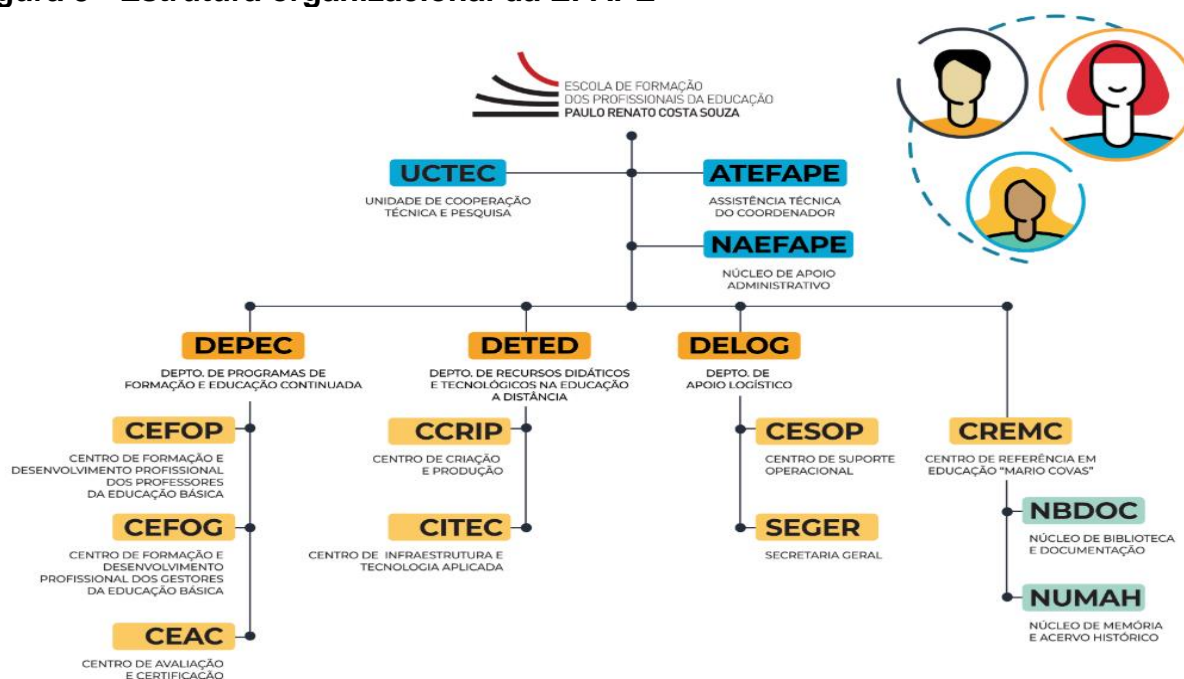 ESCOLA DE FORMAÇÃO
DOS PROFISSIONAIS DA EDUCAÇÃO
PAULO RENATO COSTA SOUZA
UCTEC
UNIDADE DE COOPERAÇÃO
TÉCNICA E PESQUISA
ATEFAPE
ASSISTÊNCIA TÉCNICA
DO COORDENADOR
NAEFAPE
NÚCLEO DE APOIO
ADMINISTRATIVO
DEPEC
DEPTO. DE PROGRAMAS DE
FORMAÇÃO E EDUCAÇÃO CONTINUADA
CEFOP
CENTRO DE FORMAÇÃO E
DESENVOLVIMENTO PROFISSIONAL
DOS PROFESSORES
DA EDUCAÇÃO BÁSICA
CEFOG
CENTRO DE FORMAÇÃO E
DESENVOLVIMENTO
PROFISSIONAL DOS GESTORES
DA EDUCAÇÃO BÁSICA
CEAC
CENTRO DE AVALIAÇÃO
E CERTIFICAÇÃO
DETED
DEPTO. DE RECURSOS DIDÁTICOS
E TECNOLÓGICOS NA EDUCAÇÃO
A DISTÂNCIA
CCRIP
CENTRO DE CRIAÇÃO
E PRODUÇÃO
CITEC
CENTRO DE INFRAESTRUTURA E
TECNOLOGIA APLICADA
DELOG
DEPTO. DE
APOIO LOGÍSTICO
CESOP
CENTRO DE SUPORTE
OPERACIONAL
SEGER
SECRETARIA GERAL
CREMC
CENTRO DE REFERÊNCIA EM
EDUCAÇÃO "MARIO COVAS"
NBDOC
NÚCLEO DE BIBLIOTECA
E DOCUMENTAÇÃO
NUMAH
NÚCLEO DE MEMÓRIA
E ACERVO HISTÓRICO